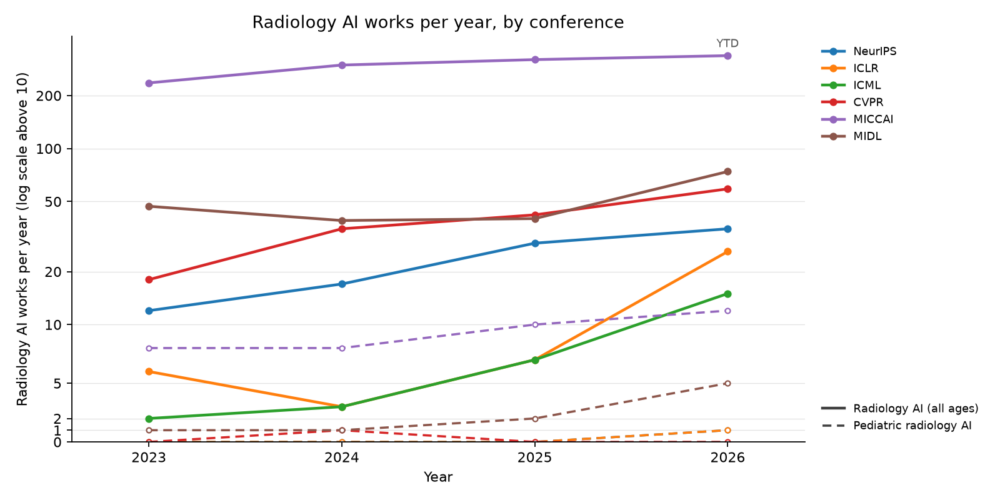 Radiology AI works per year, by conference
YTD
NeurIPS
ICLR
ICML
CVPR
MICCAI
MIDL
Radiology AI works per year (log scale above 10)
200
100
50
20
10
5
2
1
0
Radiology AI (all ages)
Pediatric radiology AI
2023 2024 2025 2026
Year